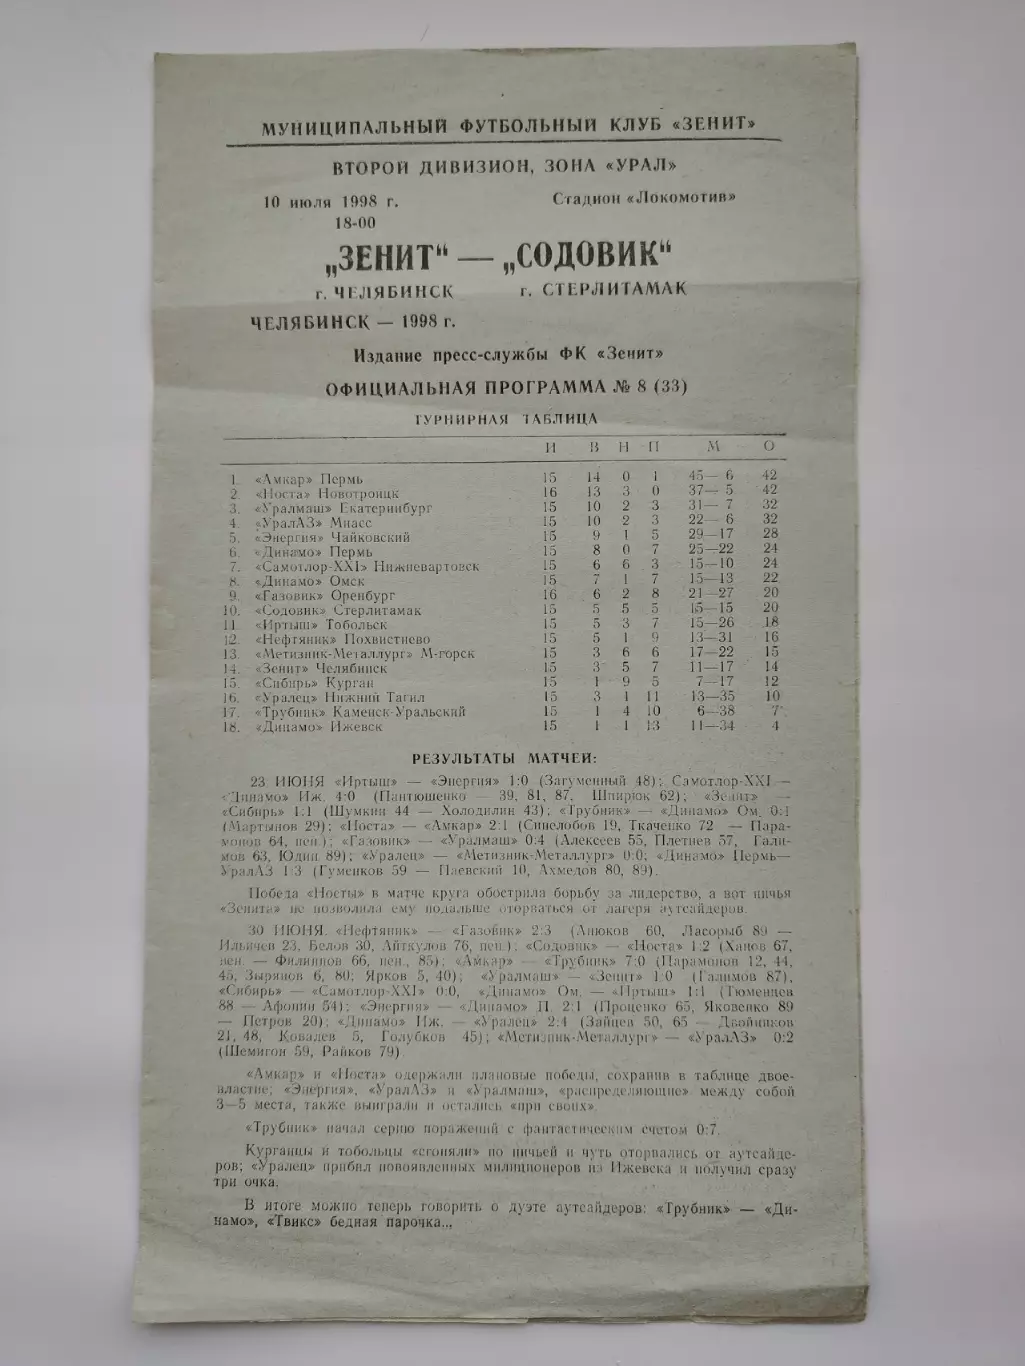 МУНИЦИПАЛЬНЫЙ ФУТБОЛЬНЫЙ КЛУБ «ЗЕНИТ»
ВТОРОЙ ДИВИЗИОН, ЗОНА «УРАЛ»
10 июля 1998 г. Стадион «Локомотив»
18-00
„ЗЕНИТ“ — „СОДОВИК“
г. ЧЕЛЯБИНСК г. СТЕРЛИТАМАК
ЧЕЛЯБИНСК — 1998 г.
Издание пресс-службы ФК «Зенит»
ОФИЦИАЛЬНАЯ ПРОГРАММА № 8 (33)
ТУРНИРНАЯ ТАБЛИЦА
И В Н П М О
1. «Амкар» Пермь 15 14 0 1 45— 6 42
2. «Носта» Новотроицк 16 13 3 0 37— 5 42
3. «Уралмаш» Екатеринбург 15 10 2 3 31— 7 32
4. «УралАЗ» Миасс 15 10 2 3 22— 6 32
5. «Энергия» Чайковский 15 9 1 5 29—17 28
6. «Динамо» Пермь 15 8 0 7 25—22 24
7. «Самотлор-XXI» Нижневартовск 15 6 6 3 15—10 24
8. «Динамо» Омск 15 7 1 7 15—13 22
9. «Газовик» Оренбург 16 6 2 8 21—27 20
10. «Содовик» Стерлитамак 15 5 5 5 15—15 20
11. «Иртыш» Тобольск 15 5 3 7 15—26 18
12. «Нефтяник» Похвистнево 15 5 1 9 13—31 16
13. «Метизник-Металлург» М-горск 15 3 6 6 17—22 15
14. «Зенит» Челябинск 15 3 5 7 11—17 14
15. «Сибирь» Курган 15 1 9 5 7—17 12
16. «Уралец» Нижний Тагил 15 3 1 11 13—35 10
17. «Трубник» Каменск-Уральский 15 1 4 10 6—38 7
18. «Динамо» Ижевск 15 1 1 13 11—34 4
РЕЗУЛЬТАТЫ МАТЧЕЙ:
23 ИЮНЯ «Иртыш» — «Энергия» 1:0 (Загуменный 48); Самотлор-XXI —
«Динамо» Иж. 4:0 (Пантюшенко — 39, 81, 87, Шпирюк 62); «Зенит» —
«Сибирь» 1:1 (Шумкин 44 — Холодилин 43); «Трубник» — «Динамо» Ом. 0:1
(Мартынов 29); «Носта» — «Амкар» 2:1 (Синелобов 19, Ткаченко 72 — Пара-
монов 64, пен.); «Газовик» — «Уралмаш» 0:4 (Алексеев 55, Плетнев 57, Гали-
мов 63, Юдин 89); «Уралец» — «Метизник-Металлург» 0:0; «Динамо» Пермь—
УралАЗ 1:3 (Гуменков 59 — Паевский 10, Ахмедов 80, 89).
Победа «Носты» в матче круга обострила борьбу за лидерство, а вот ничья
«Зенита» не позволила ему подальше оторваться от лагеря аутсайдеров.
30 ИЮНЯ. «Нефтяник» — «Газовик» 2:3 (Анюков 60, Ласорыб 89 —
Ильичев 23, Белов 30, Айткулов 76, пен.); «Содовик» — «Носта» 1:2 (Ханов 67,
пен. — Филиппов 66, пен., 85); «Амкар» — «Трубник» 7:0 (Парамонов 12, 44,
45, Зырянов 6, 80; Ярков 5, 40); «Уралмаш» — «Зенит» 1:0 (Галимов 87),
«Сибирь» — «Самотлор-XXI» 0:0, «Динамо» Ом. — «Иртыш» 1:1 (Тюменцев
88 — Афонин 54); «Энергия» — «Динамо» П. 2:1 (Проценко 65, Яковенко 89
— Петров 20); «Динамо» Иж. — «Уралец» 2:4 (Зайцев 50, 65 — Двойников
21, 48, Ковалев 5, Голубков 45); «Метизник-Металлург» — «УралАЗ» 0:2
(Шемигон 59, Райков 79).
«Амкар» и «Носта» одержали плановые победы, сохранив в таблице двое-
властие; «Энергия», «УралАЗ» и «Уралмаш», «распределяющие» между собой
3—5 места, также выиграли и остались «при своих».
«Трубник» начал серию поражений с фантастическим счетом 0:7.
Курганцы и тобольцы «сгоняли» по ничьей и чуть оторвались от аутсайде-
ров; «Уралец» прибил новоявленных милиционеров из Ижевска и получил сразу
три очка.
В итоге можно теперь говорить о дуэте аутсайдеров: «Трубник» — «Ди-
намо», «Твикс» бедная парочка...